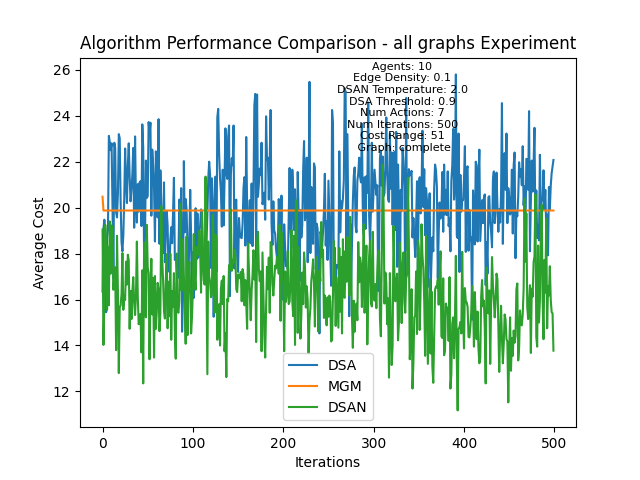 Algorithm Performance Comparison - all graphs Experiment
26
24
22
20
18
16
14
12
Average Cost
Agents: 10
Edge Density: 0.1
DSAN Temperature: 2.0
DSA Threshold: 0.9
Num Actions: 7
Num Iterations: 500
Cost Range: 51
Graph: complete
DSA
MGM
DSAN
0 100 200 300 400 500
Iterations